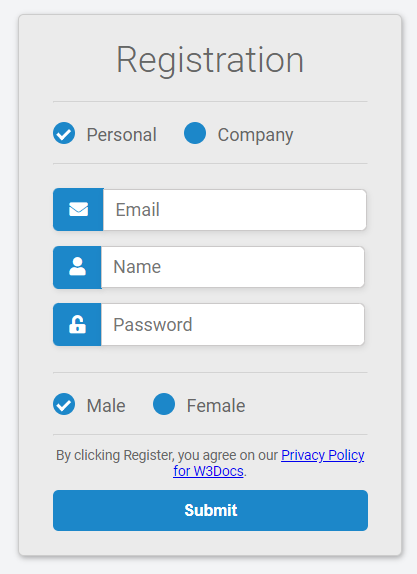 Registration
Personal Company
Email
Name
Password
Male Female
By clicking Register, you agree on our Privacy Policy
for W3Docs.
Submit